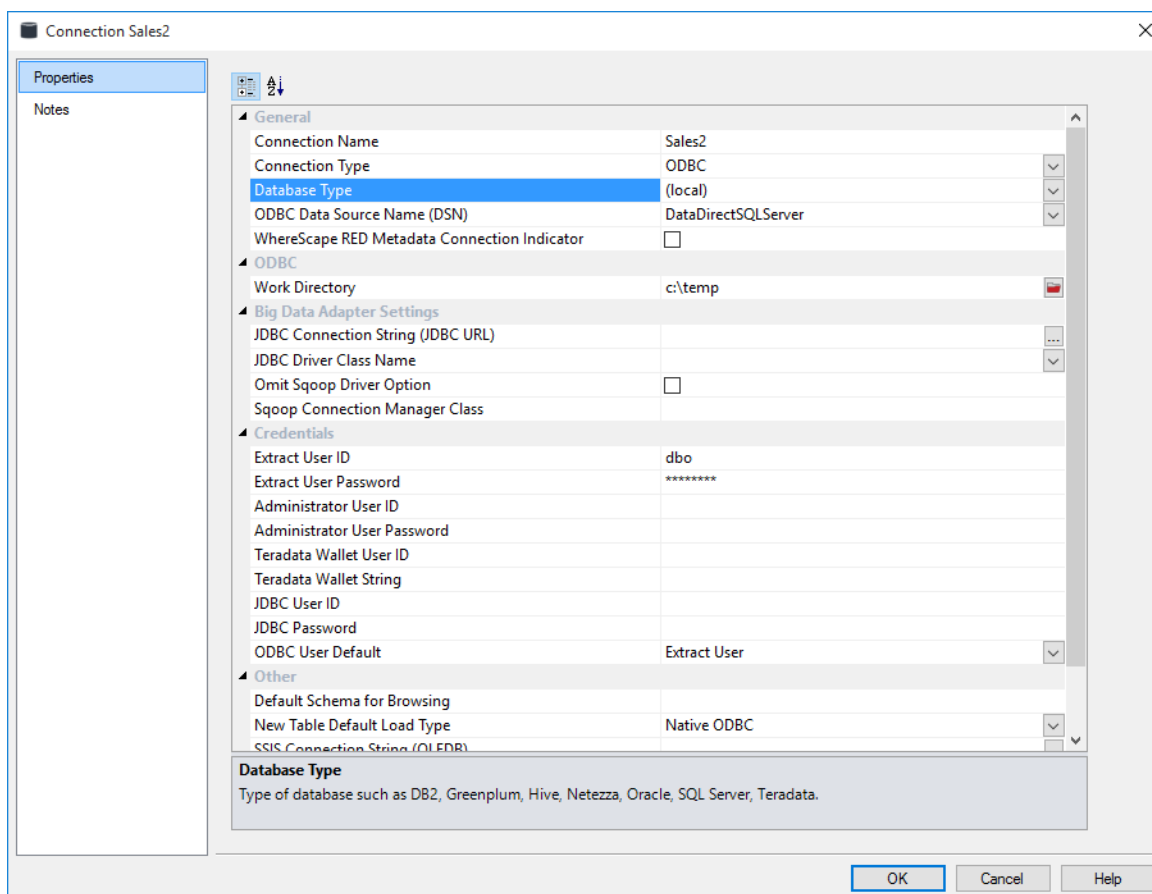 Connection Sales2
Properties
Notes
General
Connection Name Sales2
Connection Type ODBC
Database Type (local)
ODBC Data Source Name (DSN) DataDirectSQLServer
WhereScape RED Metadata Connection Indicator
ODBC
Work Directory c:\temp
Big Data Adapter Settings
JDBC Connection String (JDBC URL) ...
JDBC Driver Class Name
Omit Sqoop Driver Option
Sqoop Connection Manager Class
Credentials
Extract User ID dbo
Extract User Password ********
Administrator User ID
Administrator User Password
Teradata Wallet User ID
Teradata Wallet String
JDBC User ID
JDBC Password
ODBC User Default Extract User
Other
Default Schema for Browsing
New Table Default Load Type Native ODBC
SSIS Connection String (OLEDB)
Database Type
Type of database such as DB2, Greenplum, Hive, Netezza, Oracle, SQL Server, Teradata.
OK Cancel Help